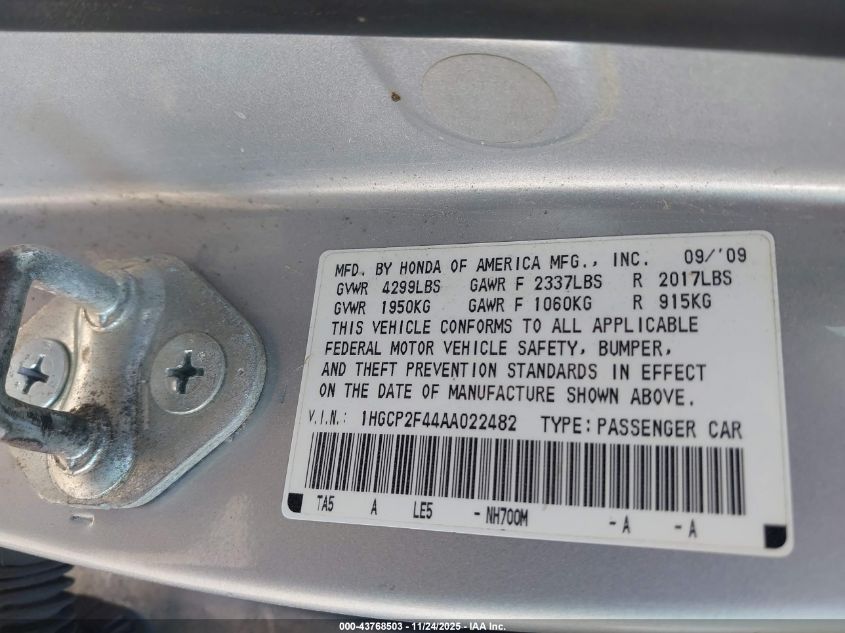 MFD. BY HONDA OF AMERICA MFG., INC. 09/'09
GVWR 4299LBS GAWR F 2337LBS R 2017LBS
GVWR 1950KG GAWR F 1060KG R 915KG
THIS VEHICLE CONFORMS TO ALL APPLICABLE
FEDERAL MOTOR VEHICLE SAFETY, BUMPER,
AND THEFT PREVENTION STANDARDS IN EFFECT
ON THE DATE OF MANUFACTURE SHOWN ABOVE.
V.I.N.: 1HGCP2F44AA022482 TYPE: PASSENGER CAR
TA5 A LE5 - NH700M - A - A
000-43768503 - 11/24/2025 - IAA Inc.